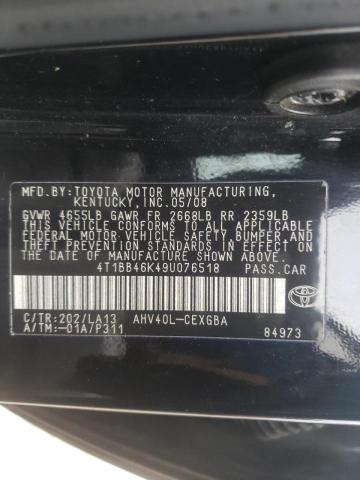 MFD.BY:TOYOTA MOTOR MANUFACTURING,
KENTUCKY, INC.05/08
GVWR 4655LB GAWR FR 2668LB RR 2359LB
THIS VEHICLE CONFORMS TO ALL APPLICABLE
FEDERAL MOTOR VEHICLE SAFETY, BUMPER, AND
THEFT PREVENTION STANDARDS IN EFFECT ON
THE DATE OF MANUFACTURE SHOWN ABOVE.
4T1BB46K49U076518 PASS.CAR
C/TR:202/LA13 AHV40L-CEXGBA
A/TM:-01A/P311 84973
TOYOTA